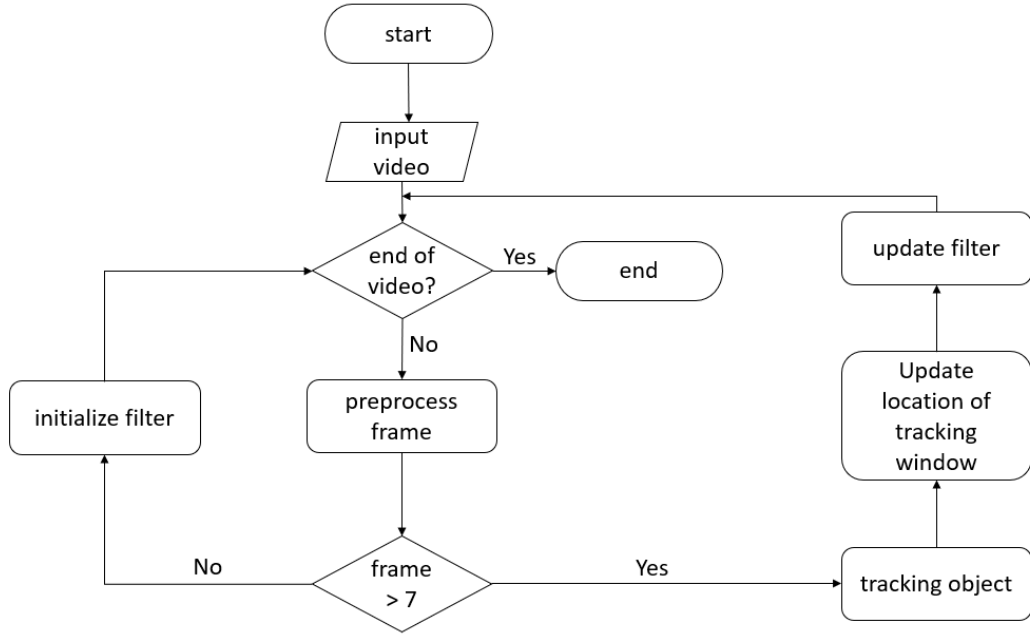 start
input
video
end of
video?
Yes
end
update filter
No
initialize filter
preprocess
frame
Update
location of
tracking
window
No
frame
> 7
Yes
tracking object